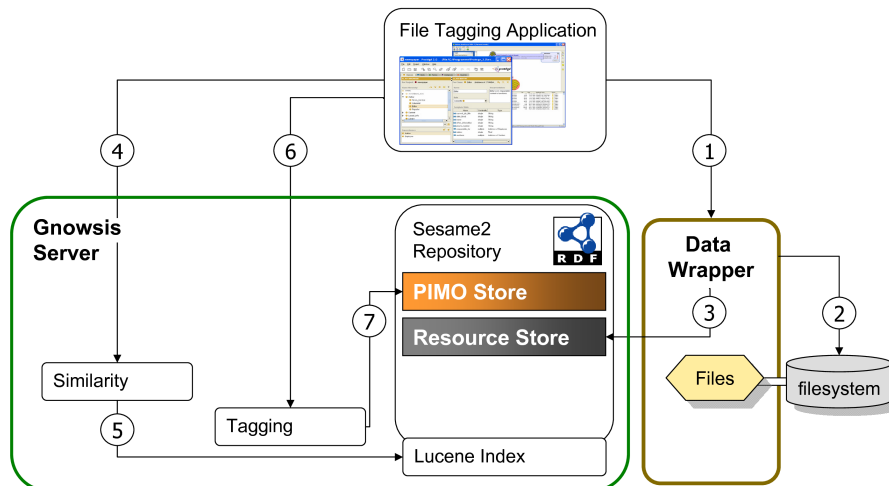 File Tagging Application
4
6
1
Gnowsis
Server
Sesame2
Repository
RDF
PIMO Store
Resource Store
7
Data
Wrapper
3
2
Files
filesystem
Similarity
5
Tagging
Lucene Index